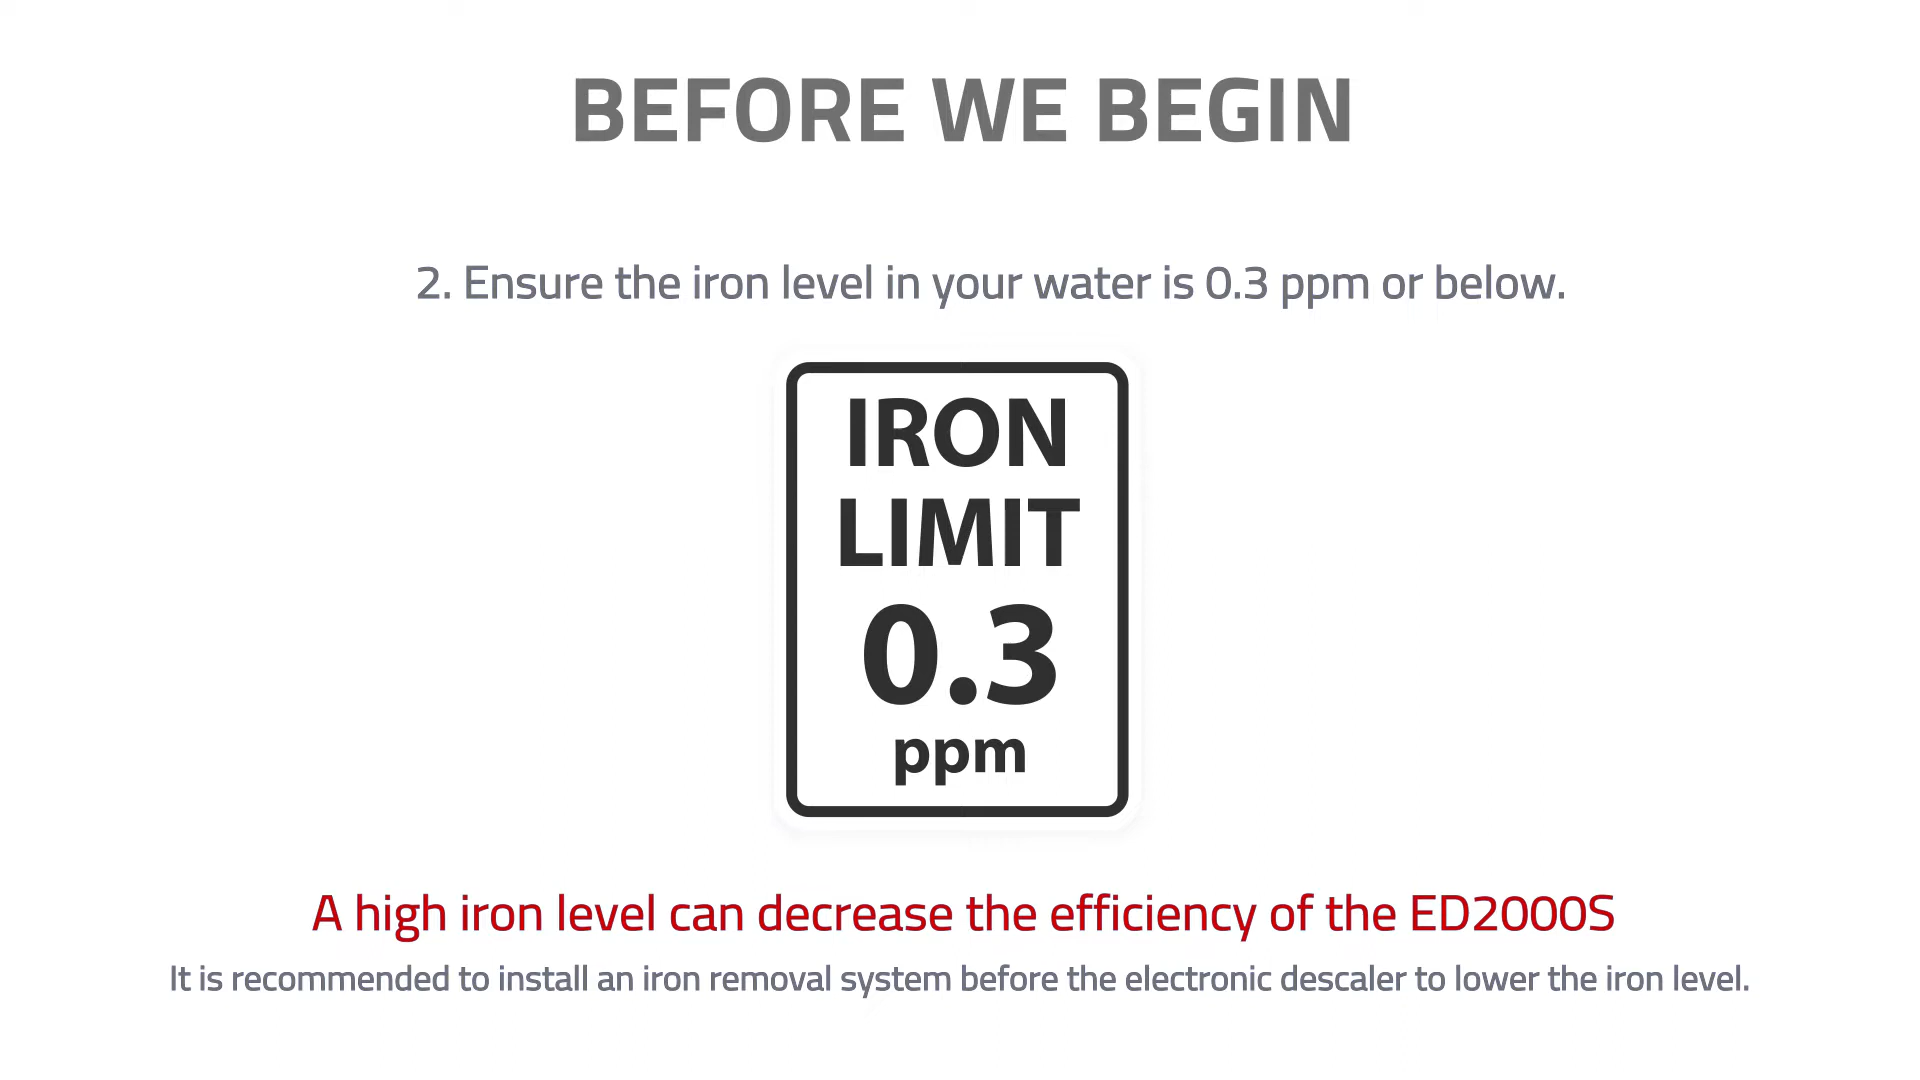 BEFORE WE BEGIN
2. Ensure the iron level in your water is 0.3 ppm or below.
IRON
LIMIT
0.3
ppm
A high iron level can decrease the efficiency of the ED2000S
It is recommended to install an iron removal system before the electronic descaler to lower the iron level.